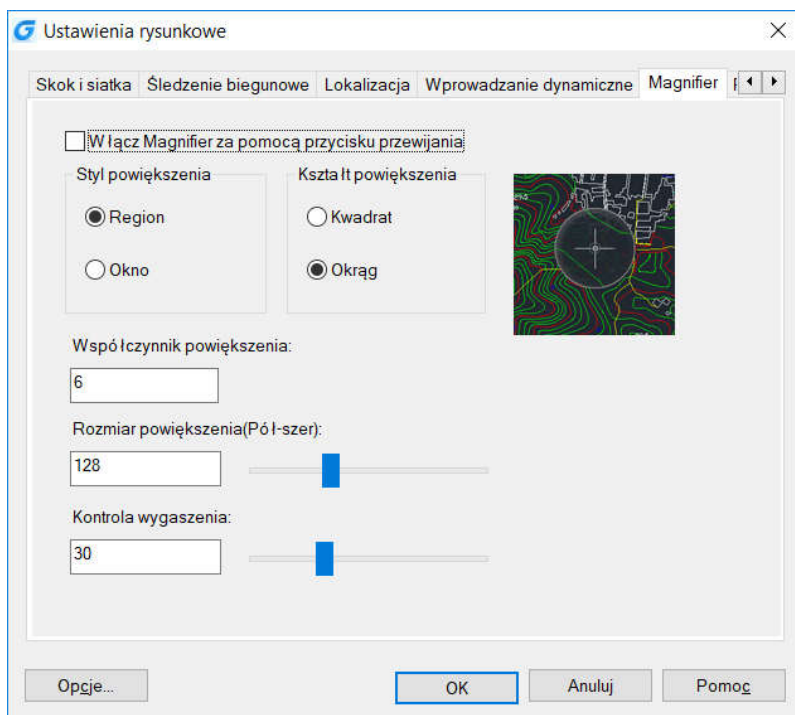 Ustawienia rysunkowe
Skok i siatka Śledzenie biegunowe Lokalizacja Wprowadzanie dynamiczne Magnifier
Włącz Magnifier za pomocą przycisku przewijania
Styl powiększenia Kształt powiększenia
Region Kwadrat
Okno Okrąg
Współczynnik powiększenia:
6
Rozmiar powiększenia(Pół-szer):
128
Kontrola wygaszenia:
30
Opcje... OK Anuluj Pomoc